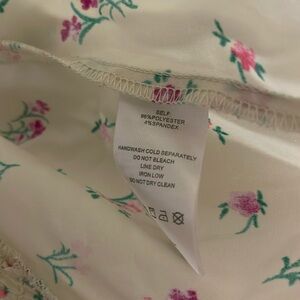 SELF:
96%POLYESTER
4%SPANDEX
HANDWASH COLD SEPARATELY
DO NOT BLEACH
LINE DRY
IRON LOW
DO NOT DRY CLEAN